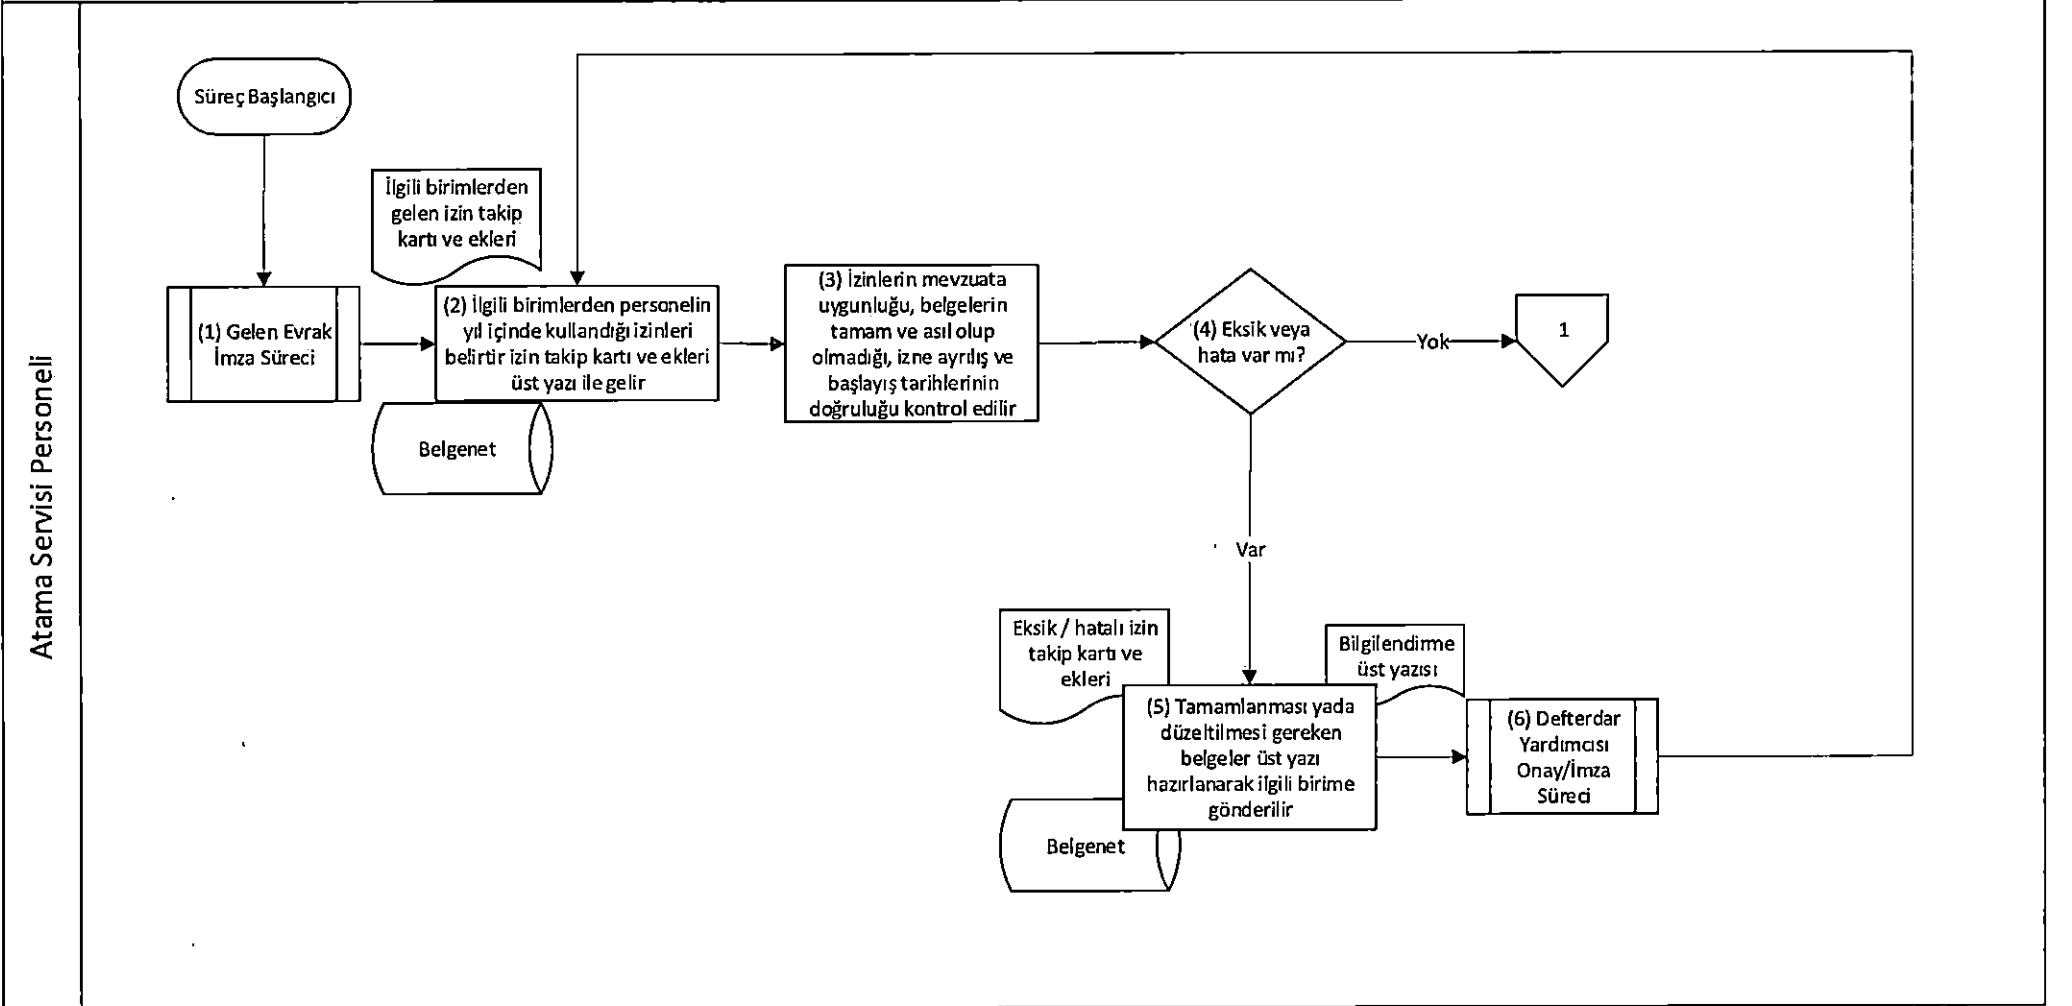 Atama Servisi Personeli
Süreç Başlangıcı
İlgili birimlerden
gelen izin takip
kartı ve ekleri
(1) Gelen Evrak
İmza Süreci
(2) İlgili birimlerden personelin
yıl içinde kullandığı izinleri
belirtir izin takip kartı ve ekleri
üst yazı ile gelir
Belgenet
(3) İzinlerin mevzuata
uygunluğu, belgelerin
tamam ve asıl olup
olmadığı, izne ayrılış ve
başlayış tarihlerinin
doğruluğu kontrol edilir
(4) Eksik veya
hata var mı?
Yok
1
Var
Eksik / hatalı izin
takip kartı ve
ekleri
Bilgilendirme
üst yazısı
(5) Tamamlanması yada
düzeltilmesi gereken
belgeler üst yazı
hazırlanarak ilgili birime
gönderilir
Belgenet
(6) Defterdar
Yardımcısı
Onay/İmza
Süreci